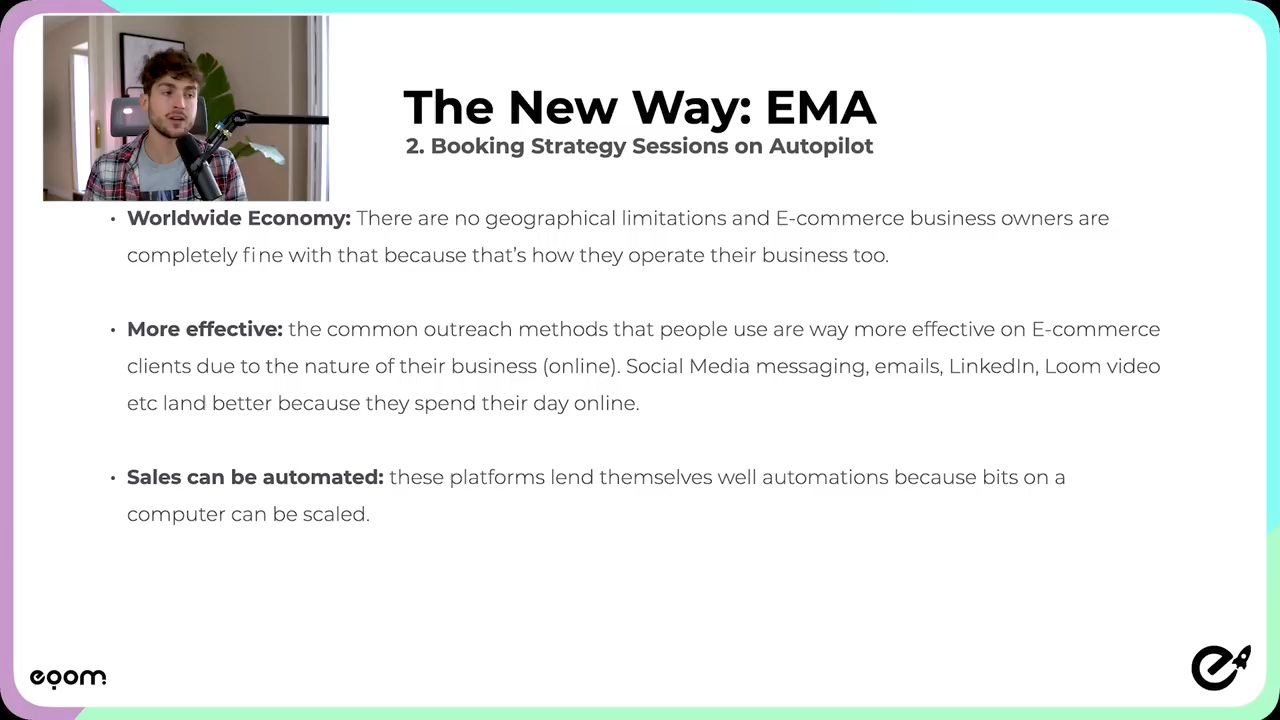 The New Way: EMA
2. Booking Strategy Sessions on Autopilot
• Worldwide Economy: There are no geographical limitations and E-commerce business owners are
completely fine with that because that's how they operate their business too.
• More effective: the common outreach methods that people use are way more effective on E-commerce
clients due to the nature of their business (online). Social Media messaging, emails, LinkedIn, Loom video
etc land better because they spend their day online.
• Sales can be automated: these platforms lend themselves well automations because bits on a
computer can be scaled.
eqom.